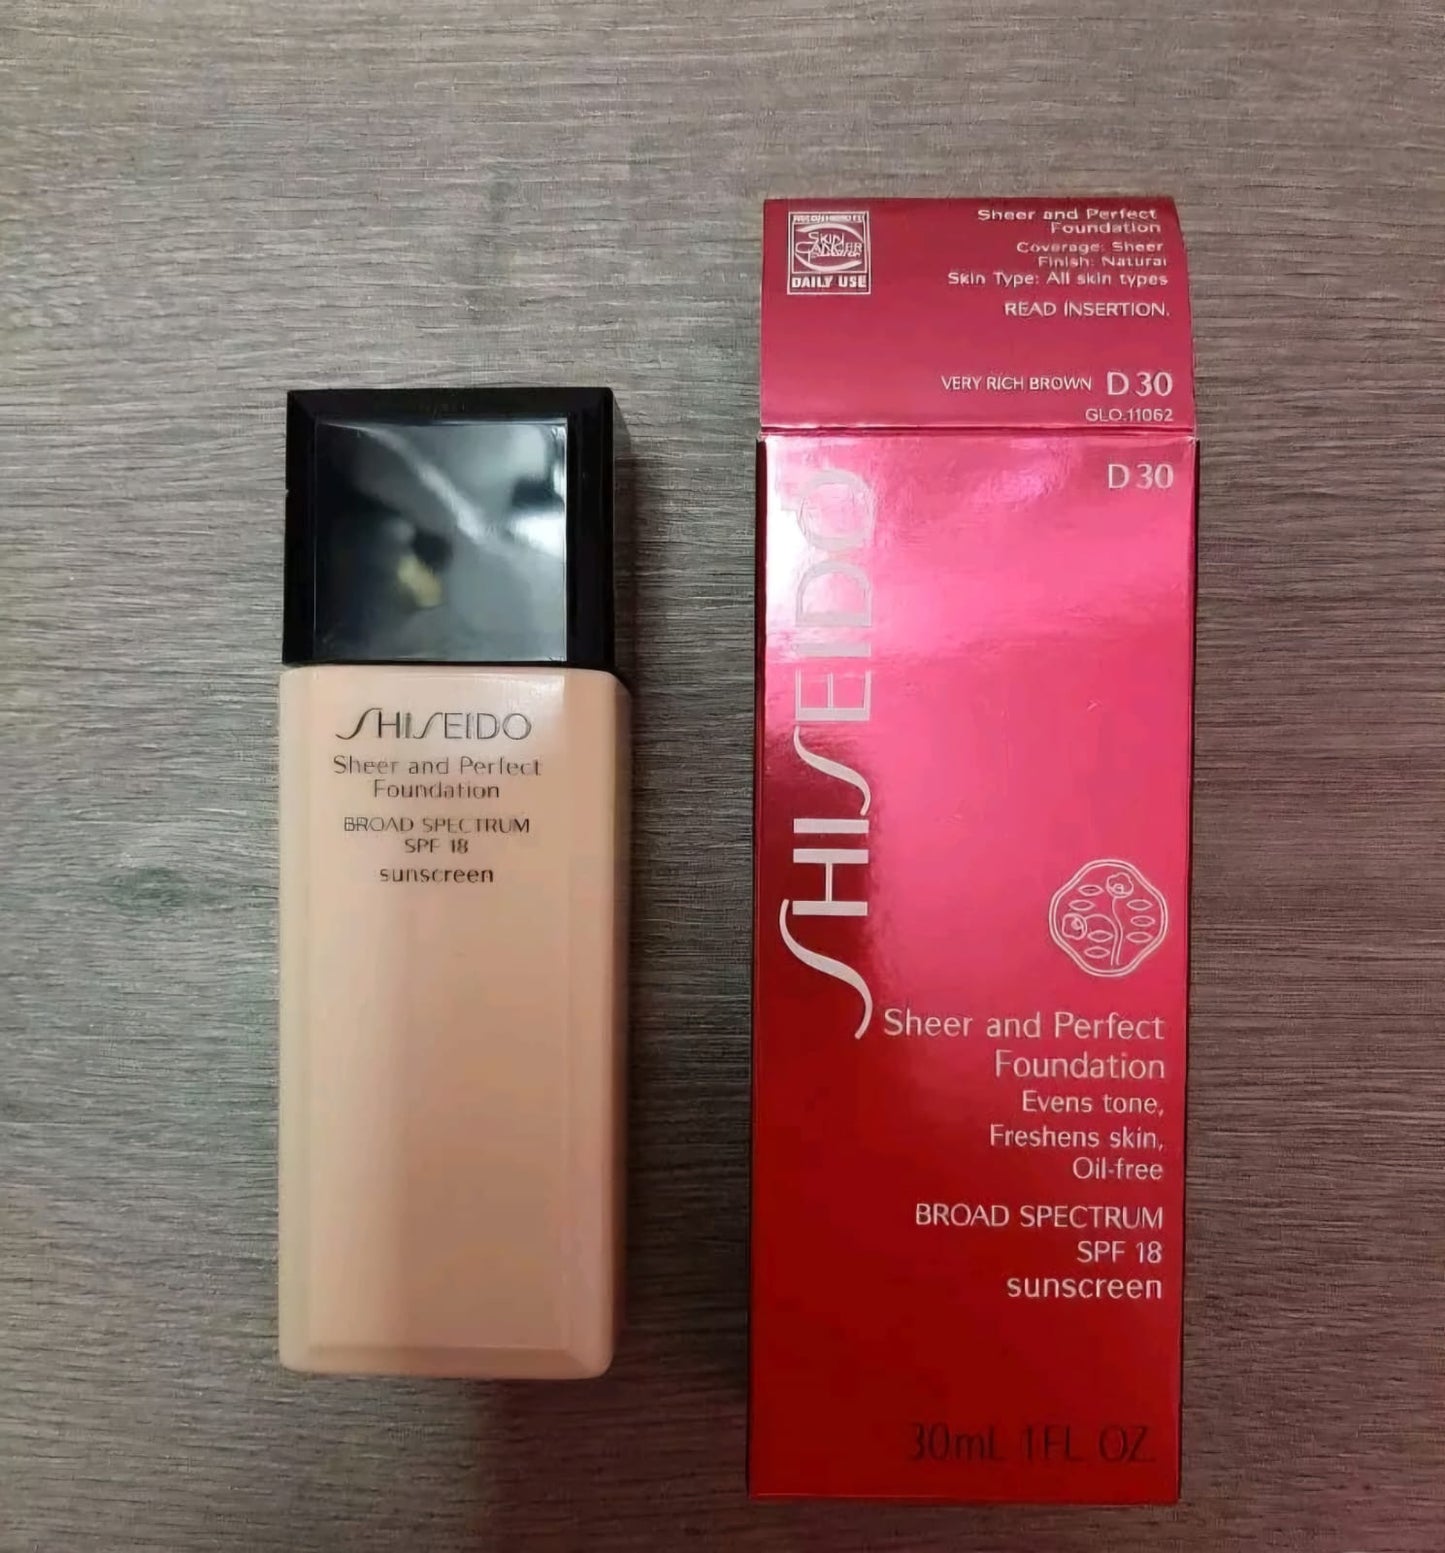 SHISEIDO
Sheer and Perfect
Foundation
BROAD SPECTRUM
SPF 18
sunscreen
SKIN
CANCER
DAILY USE
Sheer and Perfect
Foundation
Coverage: Sheer
Finish: Natural
Skin Type: All skin types
READ INSERTION.
VERY RICH BROWN D 30
GLO.11062
D 30
SHISEIDO
Sheer and Perfect
Foundation
Evens tone,
Freshens skin,
Oil-free
BROAD SPECTRUM
SPF 18
sunscreen
30mL 1FL OZ